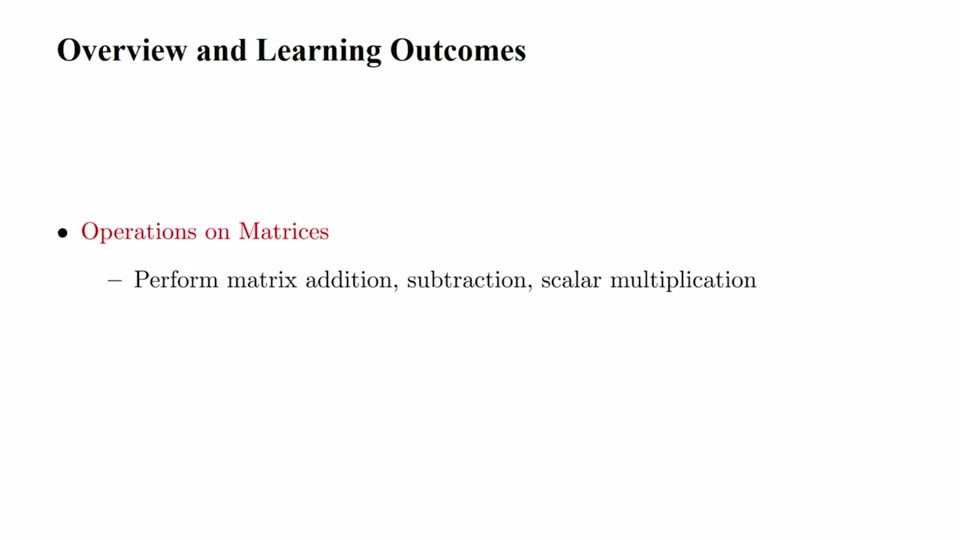 Overview and Learning Outcomes
• Operations on Matrices
– Perform matrix addition, subtraction, scalar multiplication